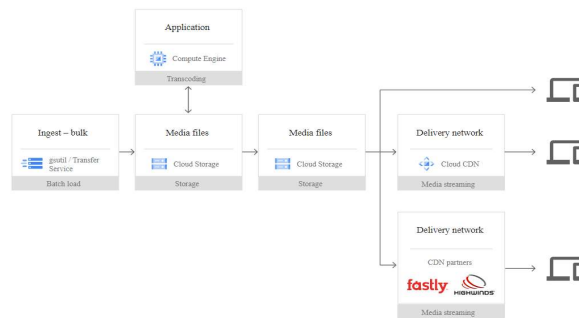 Application
Compute Engine
Transcoding
Ingest – bulk
gsutil / Transfer
Service
Batch load
Media files
Cloud Storage
Storage
Media files
Cloud Storage
Storage
Delivery network
Cloud CDN
Media streaming
Delivery network
CDN partners
fastly
HIGHWINDS
Media streaming